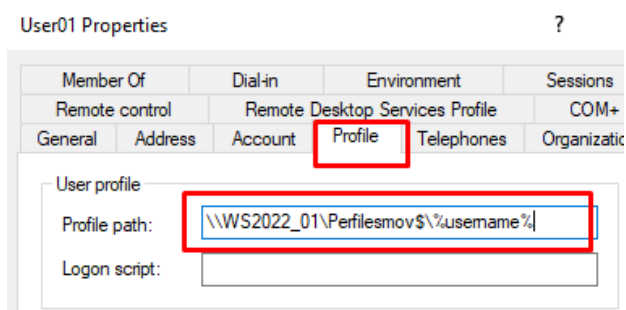 User01 Properties ?
Member Of Dial-in Environment Sessions
Remote control Remote Desktop Services Profile COM+
General Address Account Profile Telephones Organizatio
User profile
Profile path: \\WS2022_01\Perfilesmov$\%username%
Logon script: